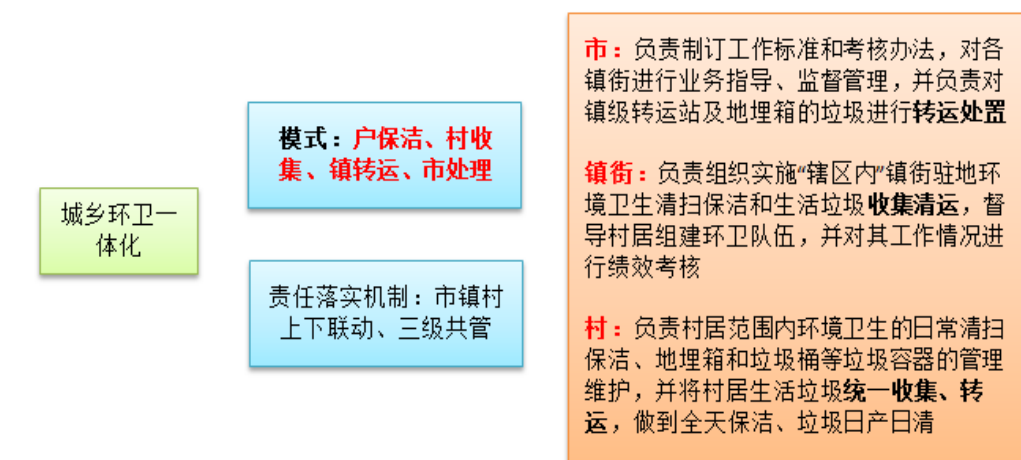 城乡环卫一
体化
模式：户保洁、村收
集、镇转运、市处理
责任落实机制：市镇村
上下联动、三级共管
市：负责制订工作标准和考核办法，对各
镇街进行业务指导、监督管理，并负责对
镇级转运站及地埋箱的垃圾进行转运处置
镇街：负责组织实施“辖区内”镇街驻地环
境卫生清扫保洁和生活垃圾收集清运，督
导村居组建环卫队伍，并对其工作情况进
行绩效考核
村：负责村居范围内环境卫生的日常清扫
保洁、地埋箱和垃圾桶等垃圾容器的管理
维护，并将村居生活垃圾统一收集、转
运，做到全天保洁、垃圾日产日清